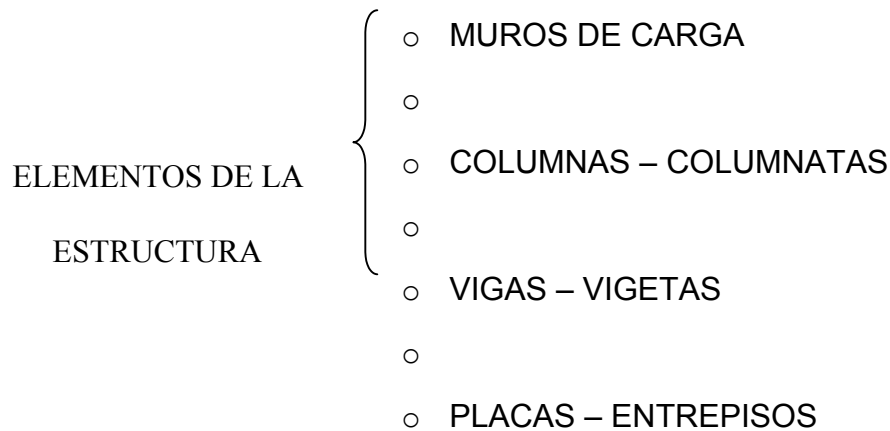 MUROS DE CARGA
COLUMNAS – COLUMNATAS
ELEMENTOS DE LA
ESTRUCTURA
VIGAS – VIGETAS
PLACAS – ENTREPISOS